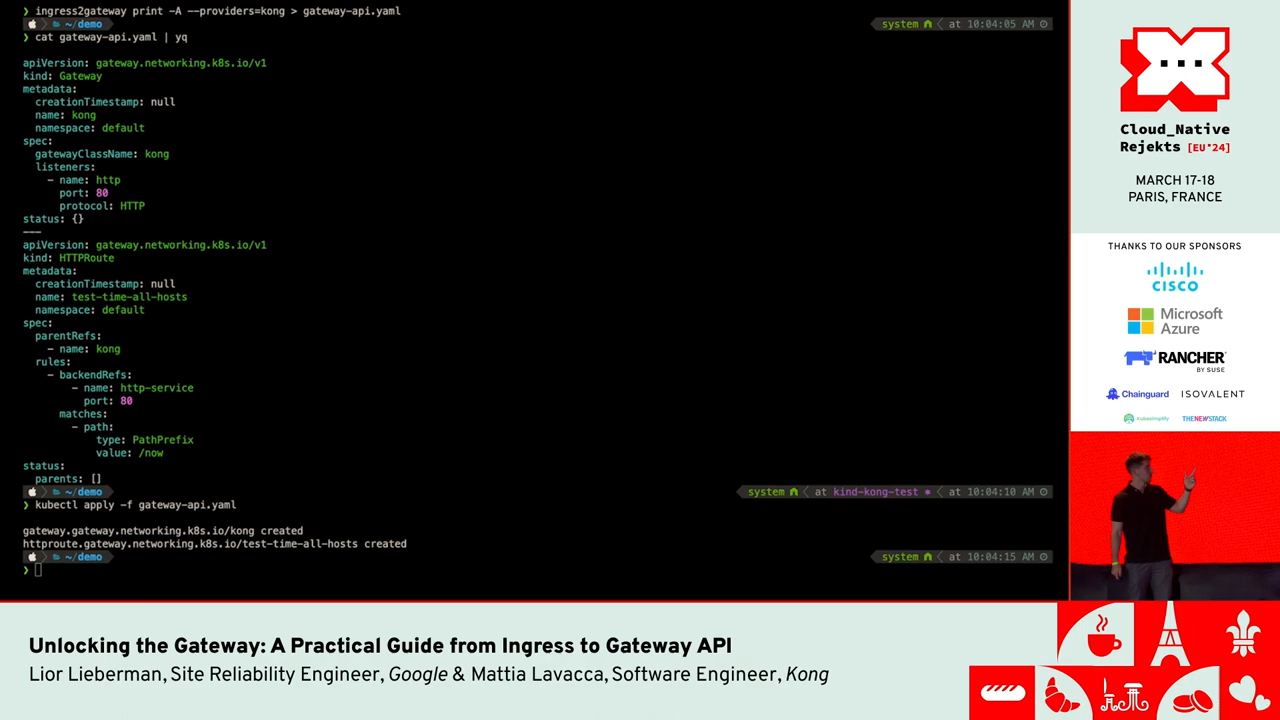 ❯ ingress2gateway print -A --providers=kong > gateway-api.yaml
~/demo system at 10:04:05 AM
❯ cat gateway-api.yaml | yq
apiVersion: gateway.networking.k8s.io/v1
kind: Gateway
metadata:
  creationTimestamp: null
  name: kong
  namespace: default
spec:
  gatewayClassName: kong
  listeners:
    - name: http
      port: 80
      protocol: HTTP
status: {}
---
apiVersion: gateway.networking.k8s.io/v1
kind: HTTPRoute
metadata:
  creationTimestamp: null
  name: test-time-all-hosts
  namespace: default
spec:
  parentRefs:
    - name: kong
  rules:
    - backendRefs:
        - name: http-service
          port: 80
      matches:
        - path:
            type: PathPrefix
            value: /now
status:
  parents: []
~/demo system at kind-kong-test at 10:04:10 AM
❯ kubectl apply -f gateway-api.yaml
gateway.gateway.networking.k8s.io/kong created
httproute.gateway.networking.k8s.io/test-time-all-hosts created
~/demo system at 10:04:15 AM
❯
Cloud_Native
Rejekts [EU*24]
MARCH 17-18
PARIS, FRANCE
THANKS TO OUR SPONSORS
CISCO
Microsoft
Azure
RANCHER
BY SUSE
Chainguard ISOVALENT
Kubesimplify THENEWSTACK
Unlocking the Gateway: A Practical Guide from Ingress to Gateway API
Lior Lieberman, Site Reliability Engineer, Google & Mattia Lavacca, Software Engineer, Kong